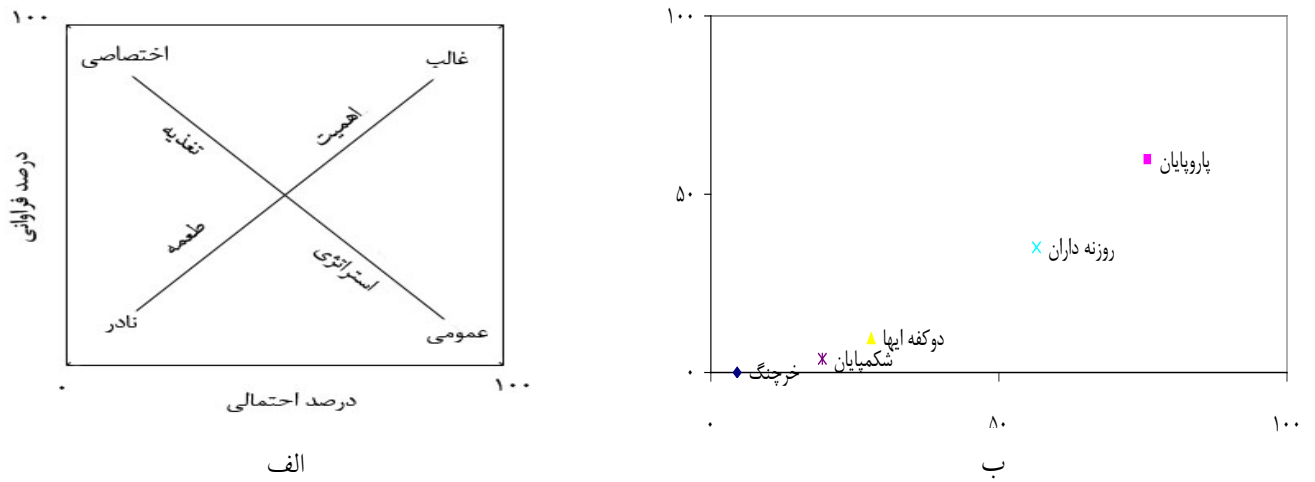 ۱۰۰
اختصاصی
غالب
تغذیه
اهمیت
درصد فراوانی
طعمه
استراتژی
نادر
عمومی
۰
۱۰۰
درصد احتمالی
الف
۱۰۰
پاروپایان
۵۰
روزنه داران
دوکفه ایها
شکمپایان
۰
خرچنگ
۰
۵۰
۱۰۰
ب